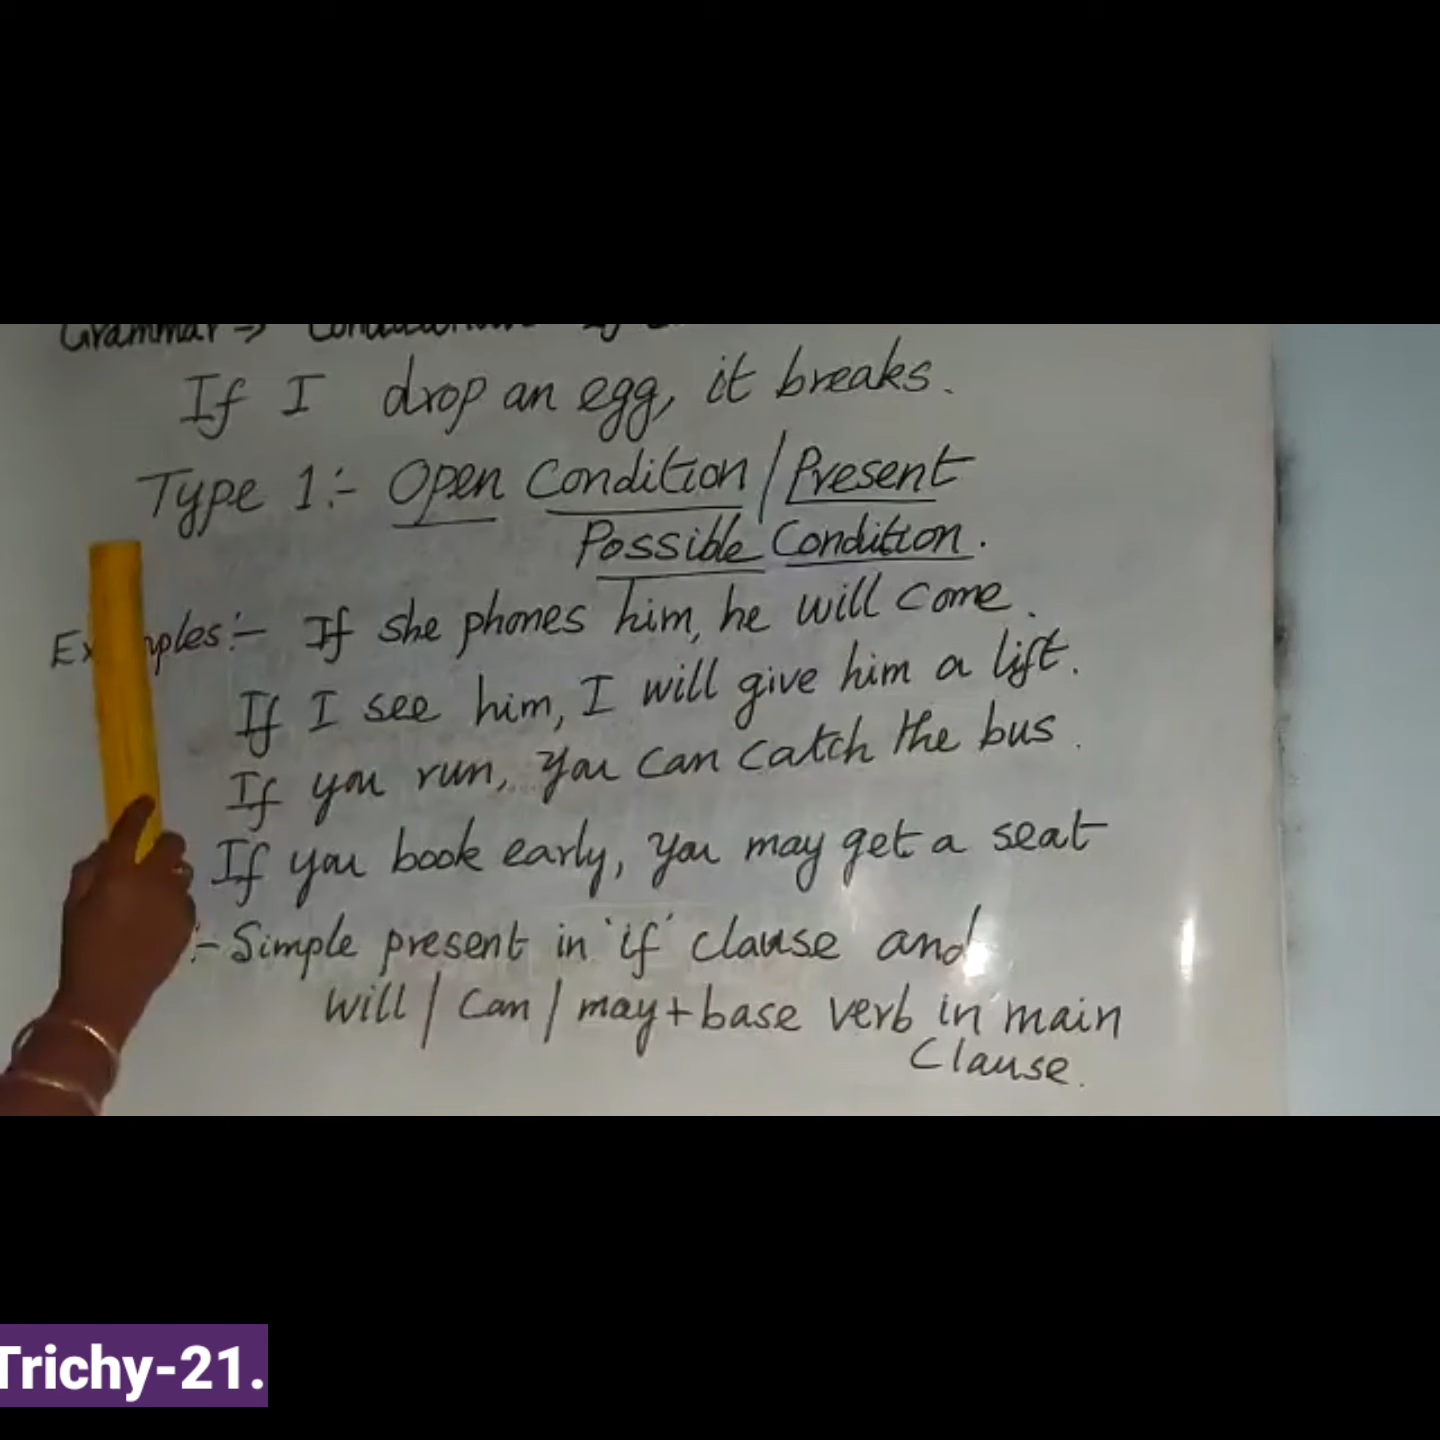 Grammar →
If I drop an egg, it breaks.
Type 1:- Open Condition / Present
Possible Condition.
Examples:- If she phones him, he will come.
If I see him, I will give him a lift.
If you run, you can catch the bus.
If you book early, you may get a seat
:- Simple present in 'if' clause and
will / can / may + base verb in main
clause.
Trichy-21.